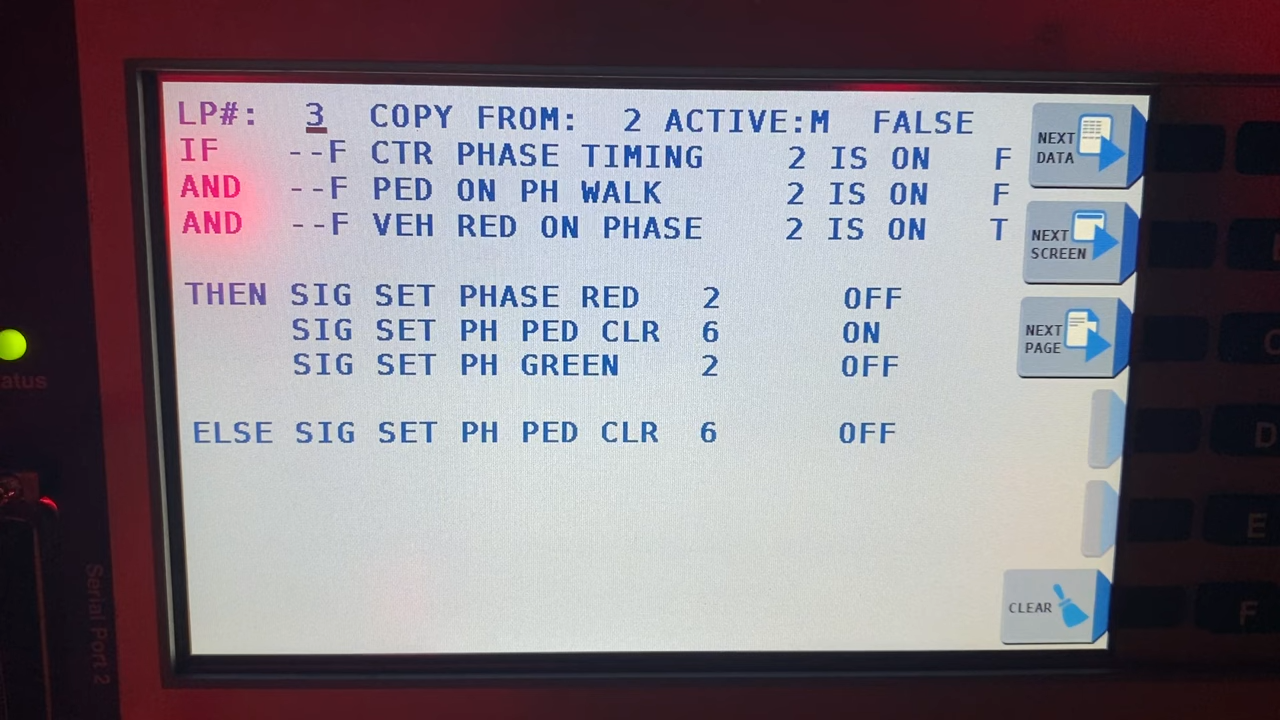 LP#: 3 COPY FROM: 2 ACTIVE:M FALSE
IF --F CTR PHASE TIMING 2 IS ON F
AND --F PED ON PH WALK 2 IS ON F
AND --F VEH RED ON PHASE 2 IS ON T
THEN SIG SET PHASE RED 2 OFF
SIG SET PH PED CLR 6 ON
SIG SET PH GREEN 2 OFF
ELSE SIG SET PH PED CLR 6 OFF
NEXT
DATA
NEXT
SCREEN
NEXT
PAGE
CLEAR
atus
Serial Port 2
C
D
E
F